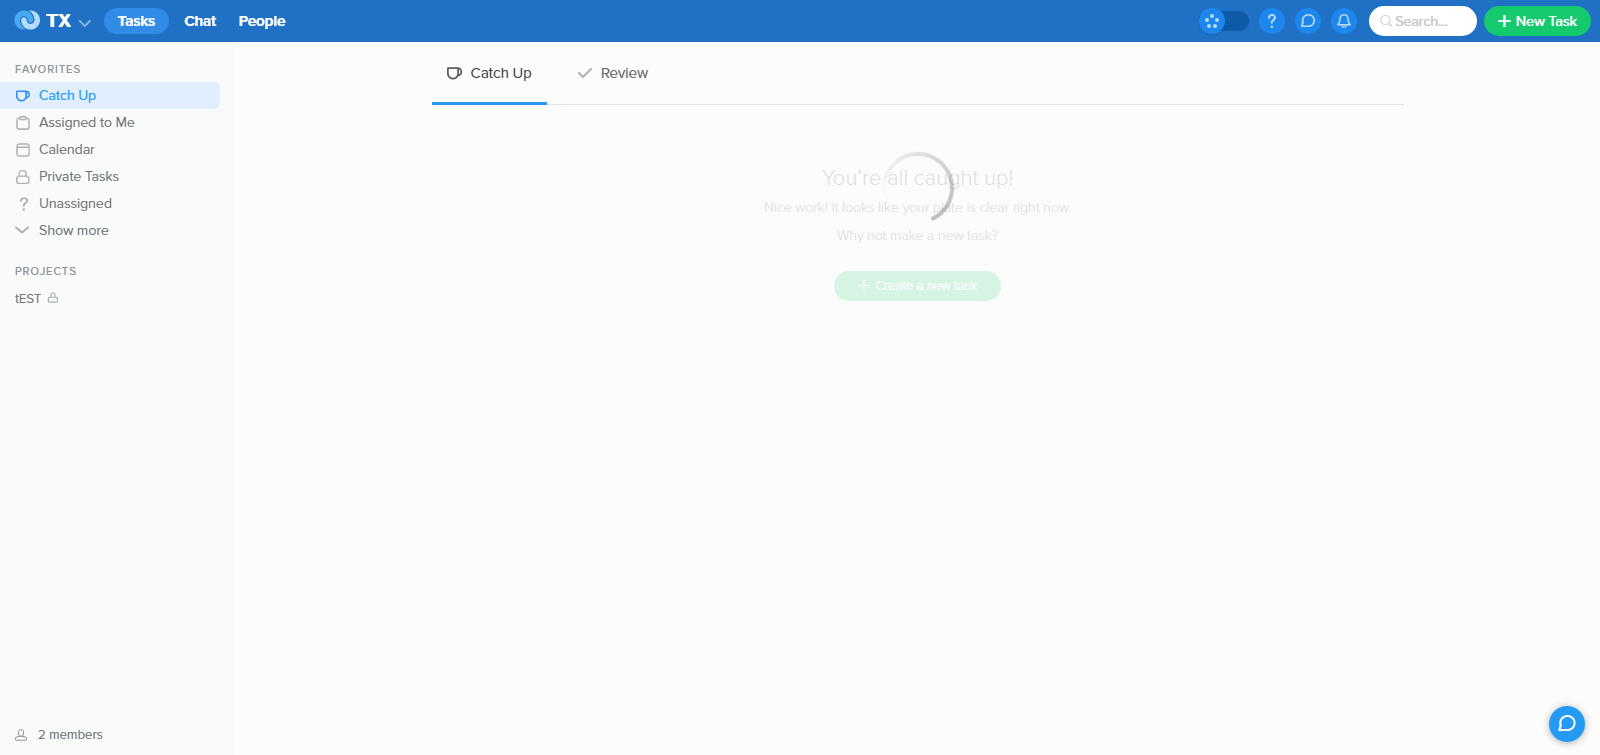 TX
Tasks
Chat
People
Search...
New Task
FAVORITES
Catch Up
Assigned to Me
Calendar
Private Tasks
Unassigned
Show more
PROJECTS
tEST
2 members
Catch Up
Review
You're all caught up!
Nice work! It looks like your plate is clear right now.
Why not make a new task?
Create a new task